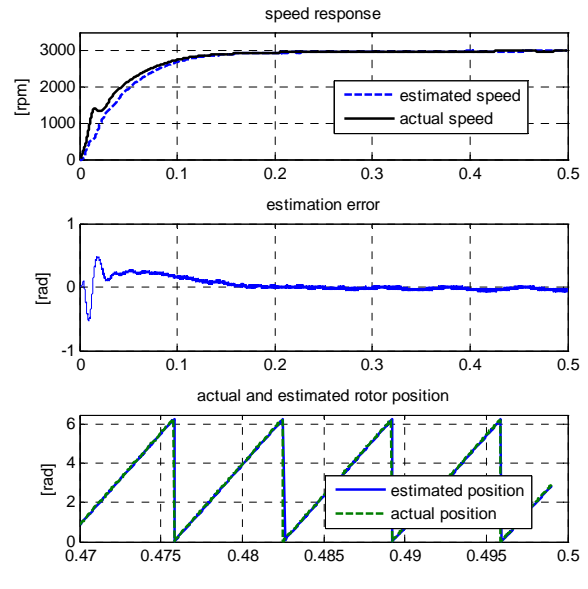 speed response
[rpm]
3000
2000
1000
0
estimated speed
actual speed
0 0.1 0.2 0.3 0.4 0.5
estimation error
[rad]
1
0
-1
0 0.1 0.2 0.3 0.4 0.5
actual and estimated rotor position
[rad]
6
4
2
0
estimated position
actual position
0.47 0.475 0.48 0.485 0.49 0.495 0.5